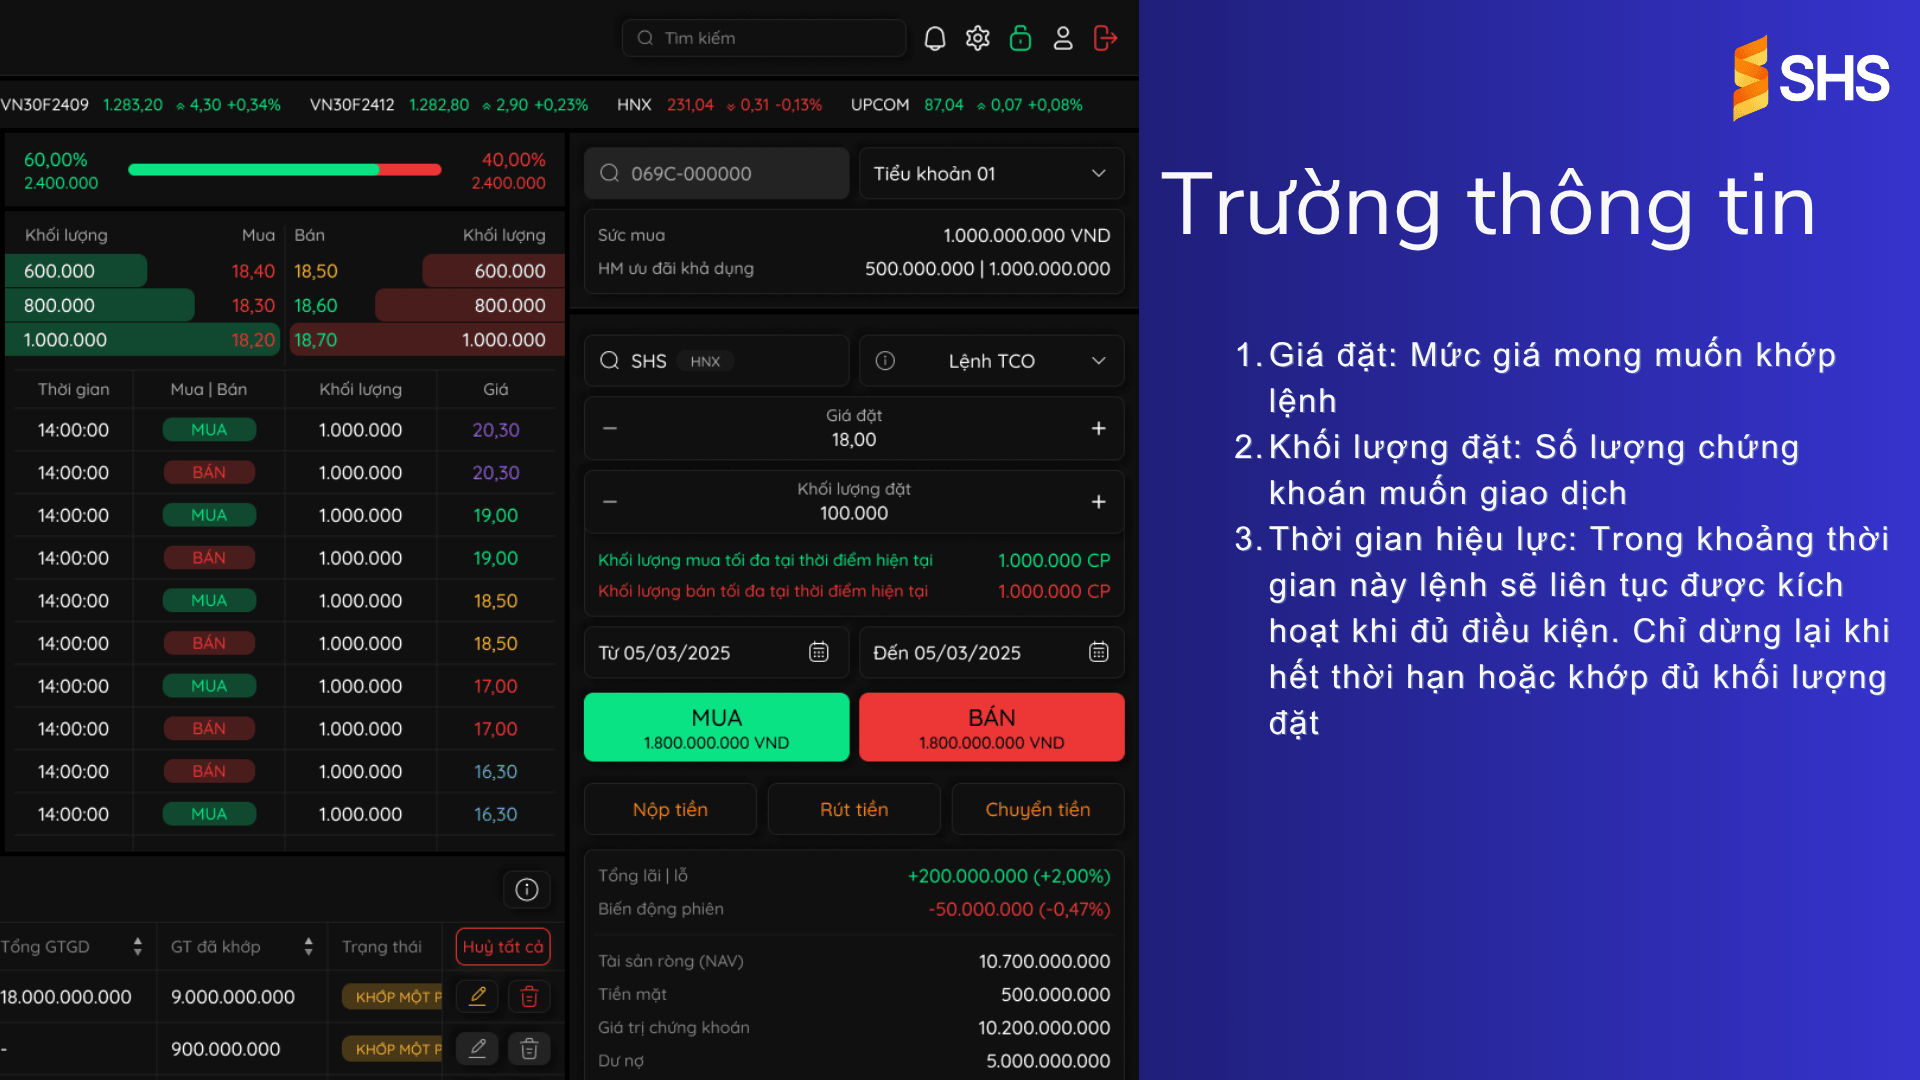 Tìm kiếm
VN30F2409 1.283,20 4,30 +0,34% VN30F2412 1.282,80 2,90 +0,23% HNX 231,04 0,31 -0,13% UPCOM 87,04 0,07 +0,08%
60,00% 40,00%
2.400.000 2.400.000
Khối lượng Mua Bán Khối lượng
600.000 18,40 18,50 600.000
800.000 18,30 18,60 800.000
1.000.000 18,20 18,70 1.000.000
Thời gian Mua | Bán Khối lượng Giá
14:00:00 MUA 1.000.000 20,30
14:00:00 BÁN 1.000.000 20,30
14:00:00 MUA 1.000.000 19,00
14:00:00 BÁN 1.000.000 19,00
14:00:00 MUA 1.000.000 18,50
14:00:00 BÁN 1.000.000 18,50
14:00:00 MUA 1.000.000 17,00
14:00:00 BÁN 1.000.000 17,00
14:00:00 BÁN 1.000.000 16,30
14:00:00 MUA 1.000.000 16,30
Tổng GTGD GT đã khớp Trạng thái Huỷ tất cả
18.000.000.000 9.000.000.000 KHỚP MỘT P
- 900.000.000 KHỚP MỘT P
069C-000000 Tiểu khoản 01
Sức mua 1.000.000.000 VND
HM ưu đãi khả dụng 500.000.000 | 1.000.000.000
SHS HNX Lệnh TCO
Giá đặt
− 18,00 +
Khối lượng đặt
− 100.000 +
Khối lượng mua tối đa tại thời điểm hiện tại 1.000.000 CP
Khối lượng bán tối đa tại thời điểm hiện tại 1.000.000 CP
Từ 05/03/2025 Đến 05/03/2025
MUA BÁN
1.800.000.000 VND 1.800.000.000 VND
Nộp tiền Rút tiền Chuyển tiền
Tổng lãi | lỗ +200.000.000 (+2,00%)
Biến động phiên -50.000.000 (-0,47%)
Tài sản ròng (NAV) 10.700.000.000
Tiền mặt 500.000.000
Giá trị chứng khoán 10.200.000.000
Dư nợ 5.000.000.000
SHS
Trường thông tin
1. Giá đặt: Mức giá mong muốn khớp
lệnh
2. Khối lượng đặt: Số lượng chứng
khoán muốn giao dịch
3. Thời gian hiệu lực: Trong khoảng thời
gian này lệnh sẽ liên tục được kích
hoạt khi đủ điều kiện. Chỉ dừng lại khi
hết thời hạn hoặc khớp đủ khối lượng
đặt